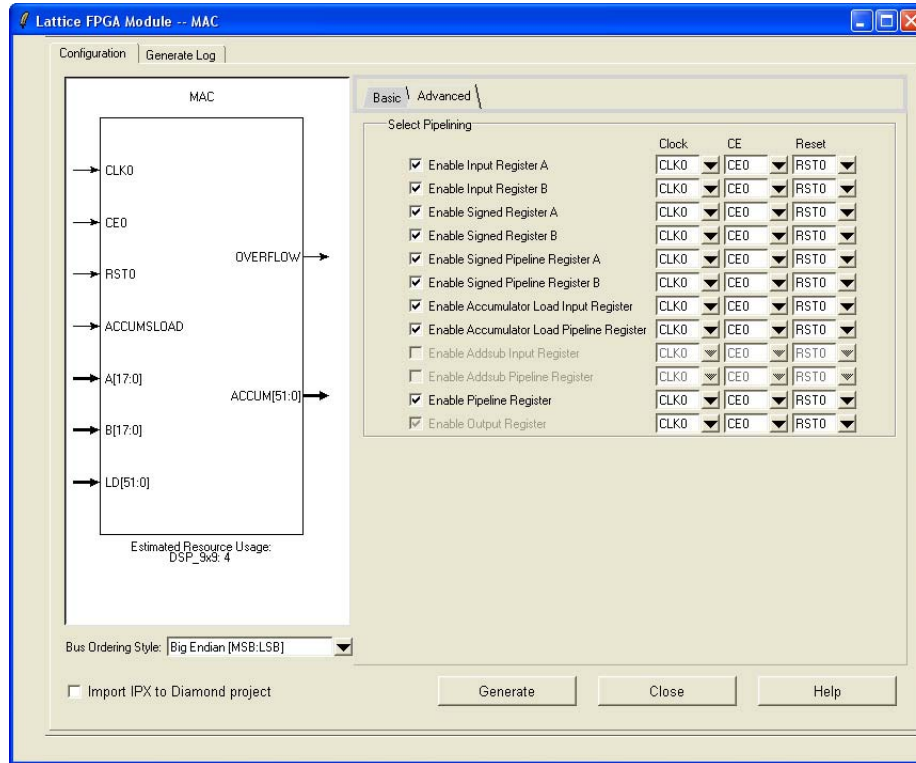 Lattice FPGA Module -- MAC
Configuration Generate Log
MAC
CLK0
CE0
RST0
ACCUMSLOAD
A[17:0]
B[17:0]
LD[51:0]
OVERFLOW
ACCUM[51:0]
Estimated Resource Usage:
DSP_9x9: 4
Bus Ordering Style: Big Endian [MSB:LSB]
Basic Advanced
Select Pipelining
Clock CE Reset
Enable Input Register A CLK0 CE0 RST0
Enable Input Register B CLK0 CE0 RST0
Enable Signed Register A CLK0 CE0 RST0
Enable Signed Register B CLK0 CE0 RST0
Enable Signed Pipeline Register A CLK0 CE0 RST0
Enable Signed Pipeline Register B CLK0 CE0 RST0
Enable Accumulator Load Input Register CLK0 CE0 RST0
Enable Accumulator Load Pipeline Register CLK0 CE0 RST0
Enable Addsub Input Register CLK0 CE0 RST0
Enable Addsub Pipeline Register CLK0 CE0 RST0
Enable Pipeline Register CLK0 CE0 RST0
Enable Output Register CLK0 CE0 RST0
Import IPX to Diamond project
Generate Close Help